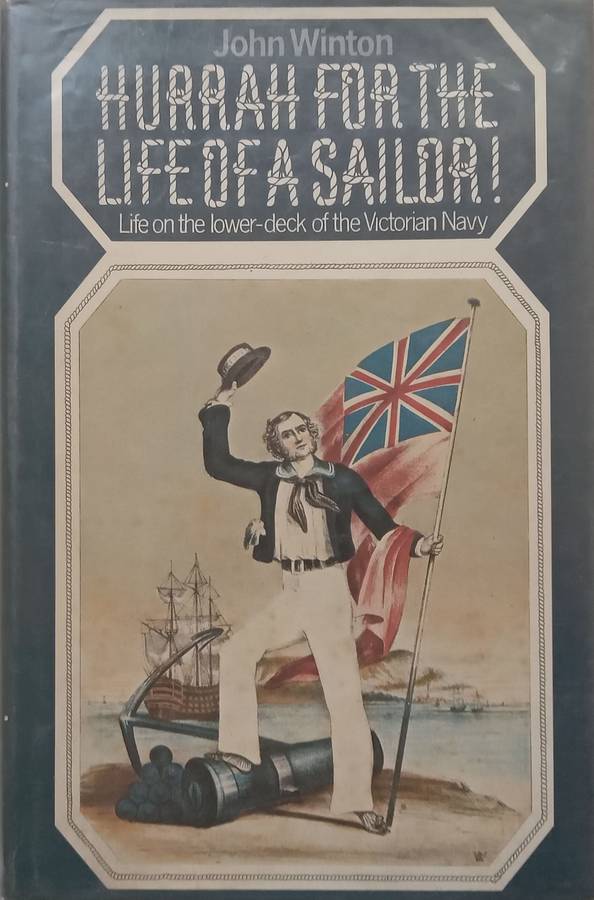 John Winton
HURRAH FOR THE
LIFE OF A SAILOR!
Life on the lower-deck of the Victorian Navy